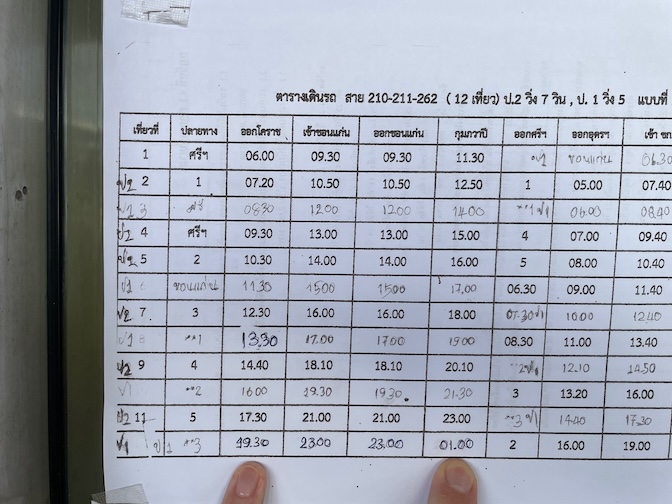 ตารางเดินรถ สาย 210-211-262 ( 12 เที่ยว) ป.2 วิ่ง 7 วัน , ป. 1 วิ่ง 5 แบบที่
เที่ยวที่ ปลายทาง ออกโคราช เข้าขอนแก่น ออกขอนแก่น กุมภวาปี ออกศรีฯ ออกอุดรฯ เข้า ขก
1 ศรีฯ 06.00 09.30 09.30 11.30 ป1 ขอนแก่น 06.30
ป2 2 1 07.20 10.50 10.50 12.50 1 05.00 07.40
ป1 3 ศรี 08.30 12.00 12.00 14.00 **1 ป1 06.00 08.40
ป2 4 ศรีฯ 09.30 13.00 13.00 15.00 4 07.00 09.40
ป2 5 2 10.30 14.00 14.00 16.00 5 08.00 10.40
ป1 6 ขอนแก่น 11.30 15.00 15.00 17.00 06.30 09.00 11.40
ป2 7 3 12.30 16.00 16.00 18.00 07.30 ป1 10.00 12.40
ป1 8 **1 13.30 17.00 17.00 19.00 08.30 11.00 13.40
ป2 9 4 14.40 18.10 18.10 20.10 **2ป1 12.10 14.50
ป1 **2 16.00 19.30 19.30 21.30 3 13.20 16.00
ป2 11 5 17.30 21.00 21.00 23.00 **3 ป1 14.40 17.30
ป1 ป1 **3 19.30 23.00 23.00 01.00 2 16.00 19.00